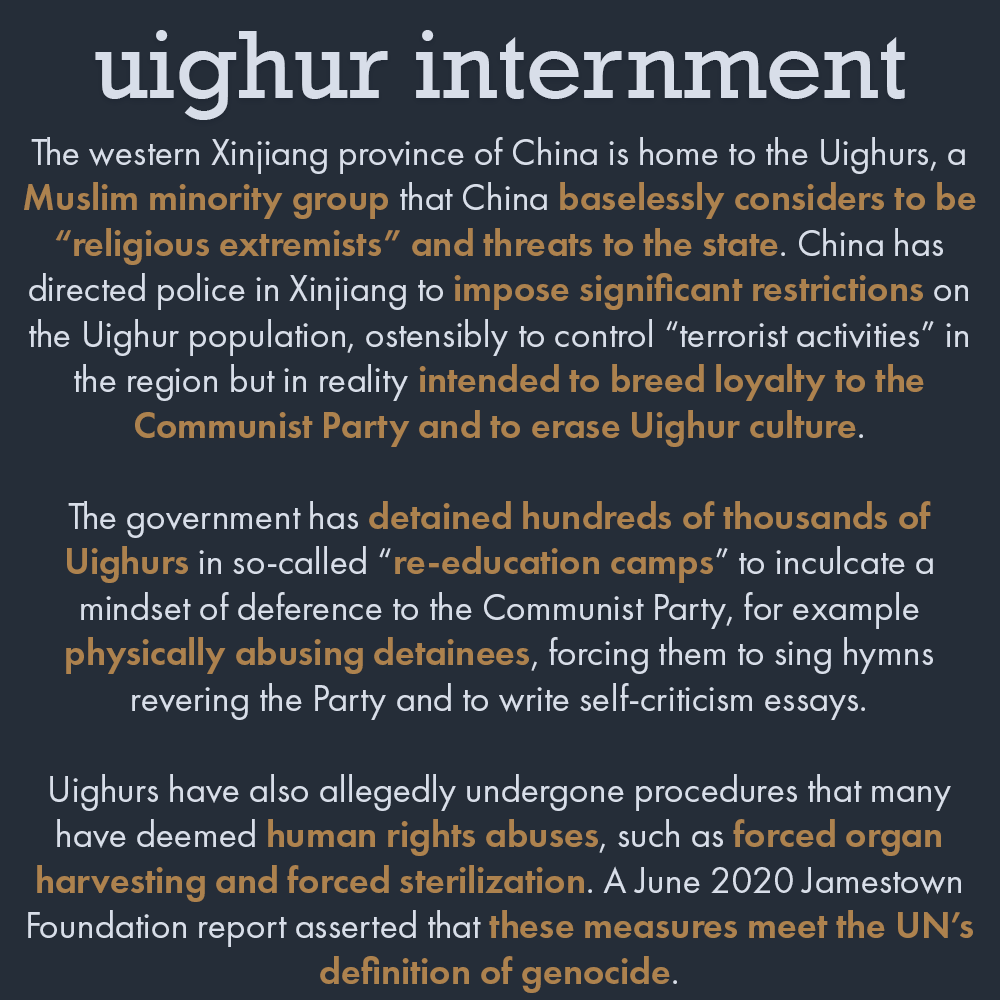 uighur internment
The western Xinjiang province of China is home to the Uighurs, a
Muslim minority group that China baselessly considers to be
“religious extremists” and threats to the state. China has
directed police in Xinjiang to impose significant restrictions on
the Uighur population, ostensibly to control “terrorist activities” in
the region but in reality intended to breed loyalty to the
Communist Party and to erase Uighur culture.
The government has detained hundreds of thousands of
Uighurs in so-called “re-education camps” to inculcate a
mindset of deference to the Communist Party, for example
physically abusing detainees, forcing them to sing hymns
revering the Party and to write self-criticism essays.
Uighurs have also allegedly undergone procedures that many
have deemed human rights abuses, such as forced organ
harvesting and forced sterilization. A June 2020 Jamestown
Foundation report asserted that these measures meet the UN’s
definition of genocide.